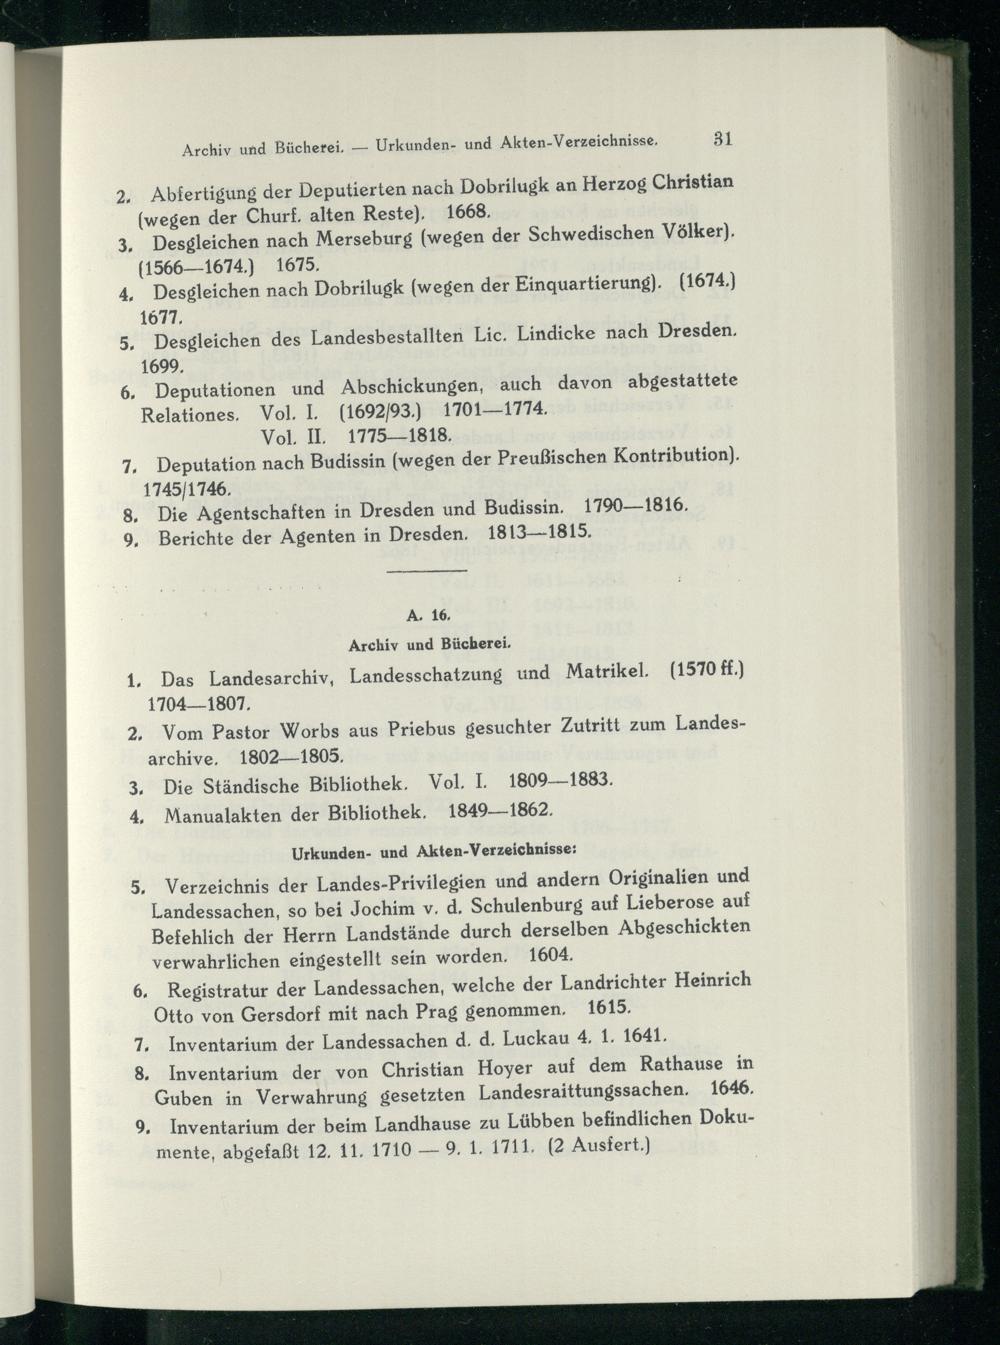 Archiv und Bücherei. — Urkunden- und Akten-Verzeichnisse. 31
2. Abfertigung der Deputierten nach Dobrilugk an Herzog Christian
(wegen der Churf. alten Reste). 1668.
3. Desgleichen nach Merseburg (wegen der Schwedischen Völker).
(1566—1674.) 1675.
4. Desgleichen nach Dobrilugk (wegen der Einquartierung). (1674.)
1677.
5. Desgleichen des Landesbestallten Lic. Lindicke nach Dresden.
1699.
6. Deputationen und Abschickungen, auch davon abgestattete
Relationes. Vol. I. (1692/93.) 1701—1774.
Vol. II. 1775—1818.
7. Deputation nach Budissin (wegen der Preußischen Kontribution).
1745/1746.
8. Die Agentschaften in Dresden und Budissin. 1790—1816.
9. Berichte der Agenten in Dresden. 1813—1815.
A. 16.
Archiv und Bücherei.
1. Das Landesarchiv, Landesschatzung und Matrikel. (1570 ff.)
1704—1807.
2. Vom Pastor Worbs aus Priebus gesuchter Zutritt zum Landes-
archive. 1802—1805.
3. Die Ständische Bibliothek. Vol. I. 1809—1883.
4. Manualakten der Bibliothek. 1849—1862.
Urkunden- und Akten-Verzeichnisse:
5. Verzeichnis der Landes-Privilegien und andern Originalien und
Landessachen, so bei Jochim v. d. Schulenburg auf Lieberose auf
Befehlich der Herrn Landstände durch derselben Abgeschickten
verwahrlichen eingestellt sein worden. 1604.
6. Registratur der Landessachen, welche der Landrichter Heinrich
Otto von Gersdorf mit nach Prag genommen. 1615.
7. Inventarium der Landessachen d. d. Luckau 4. 1. 1641.
8. Inventarium der von Christian Hoyer auf dem Rathause in
Guben in Verwahrung gesetzten Landesraittungssachen. 1646.
9. Inventarium der beim Landhause zu Lübben befindlichen Doku-
mente, abgefaßt 12. 11. 1710 — 9. 1. 1711. (2 Ausfert.)